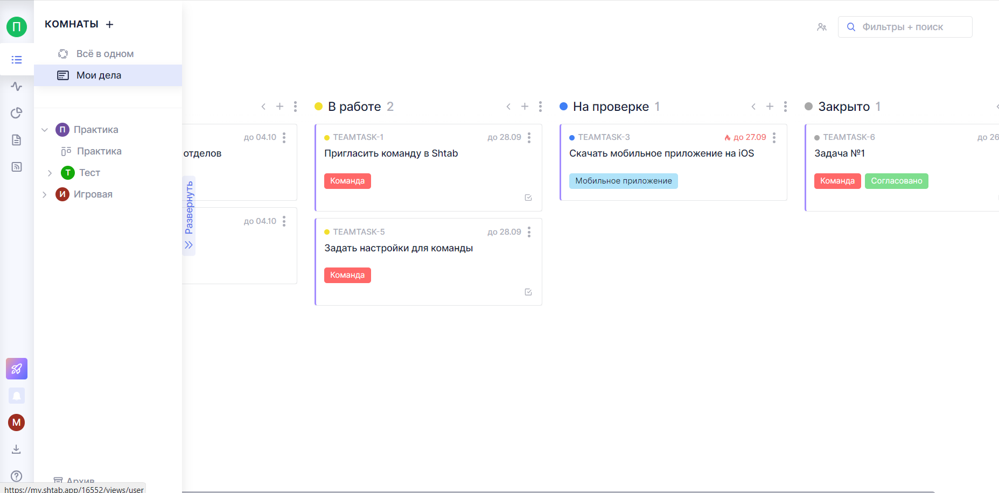 П
КОМНАТЫ +
Всё в одном
Мои дела
П Практика
Практика
Т Тест
И Игровая
Архив
М
https://my.shtab.app/16552/views/user
Развернуть
Фильтры + поиск
до 04.10
отделов
до 04.10
В работе 2
TEAMTASK-1 до 28.09
Пригласить команду в Shtab
Команда
TEAMTASK-5 до 28.09
Задать настройки для команды
Команда
На проверке 1
TEAMTASK-3 до 27.09
Скачать мобильное приложение на iOS
Мобильное приложение
Закрыто 1
TEAMTASK-6 до 26
Задача №1
Команда Согласовано